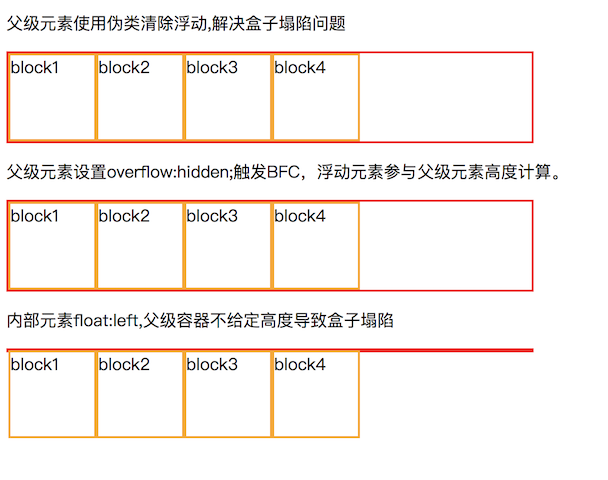 父级元素使用伪类清除浮动,解决盒子塌陷问题
block1 block2 block3 block4
父级元素设置overflow:hidden;触发BFC，浮动元素参与父级元素高度计算。
block1 block2 block3 block4
内部元素float:left,父级容器不给定高度导致盒子塌陷
block1 block2 block3 block4